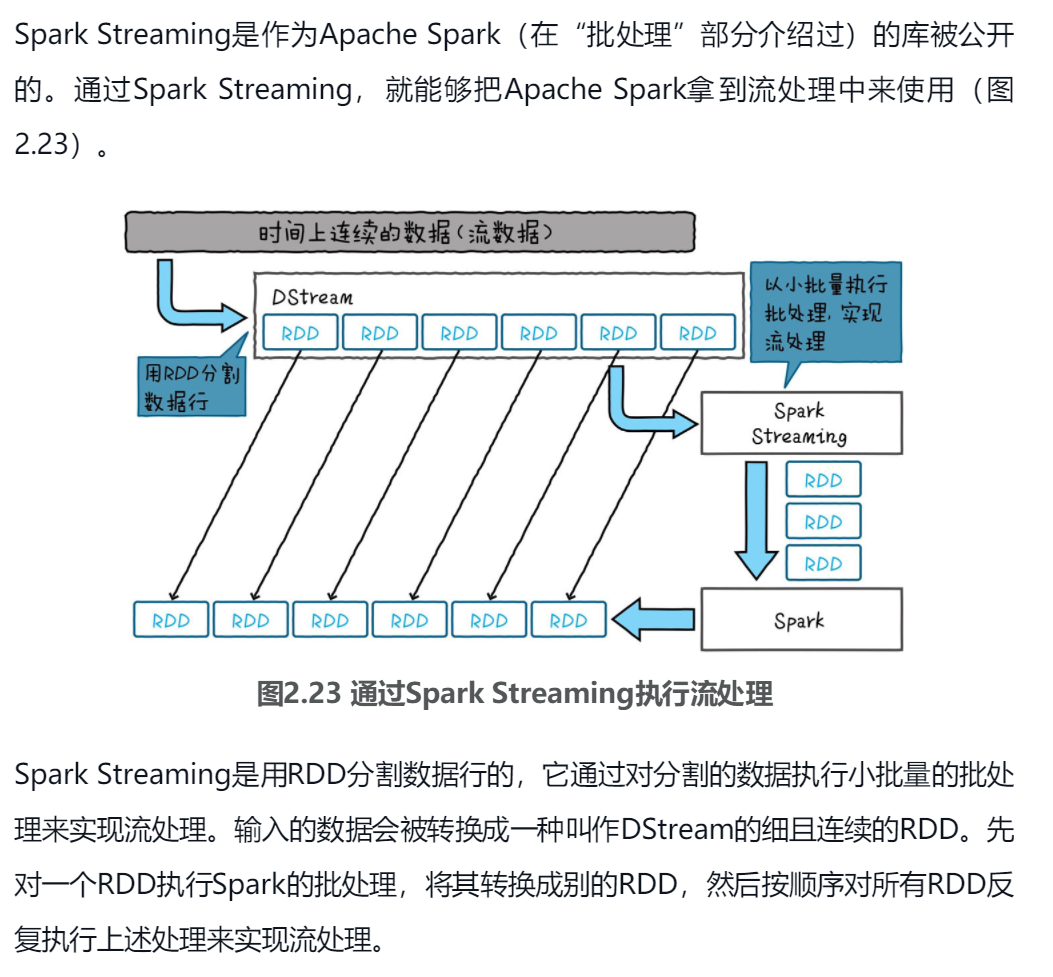 Spark Streaming是作为Apache Spark（在“批处理”部分介绍过）的库被公开
的。通过Spark Streaming，就能够把Apache Spark拿到流处理中来使用（图
2.23）。
时间上连续的数据（流数据）
DStream
RDD RDD RDD RDD RDD RDD
以小批量执行
批处理，实现
流处理
用RDD分割
数据行
Spark
Streaming
RDD
RDD
RDD
RDD RDD RDD RDD RDD RDD
Spark
图2.23 通过Spark Streaming执行流处理
Spark Streaming是用RDD分割数据行的，它通过对分割的数据执行小批量的批处
理来实现流处理。输入的数据会被转换成一种叫作DStream的细且连续的RDD。先
对一个RDD执行Spark的批处理，将其转换成别的RDD，然后按顺序对所有RDD反
复执行上述处理来实现流处理。